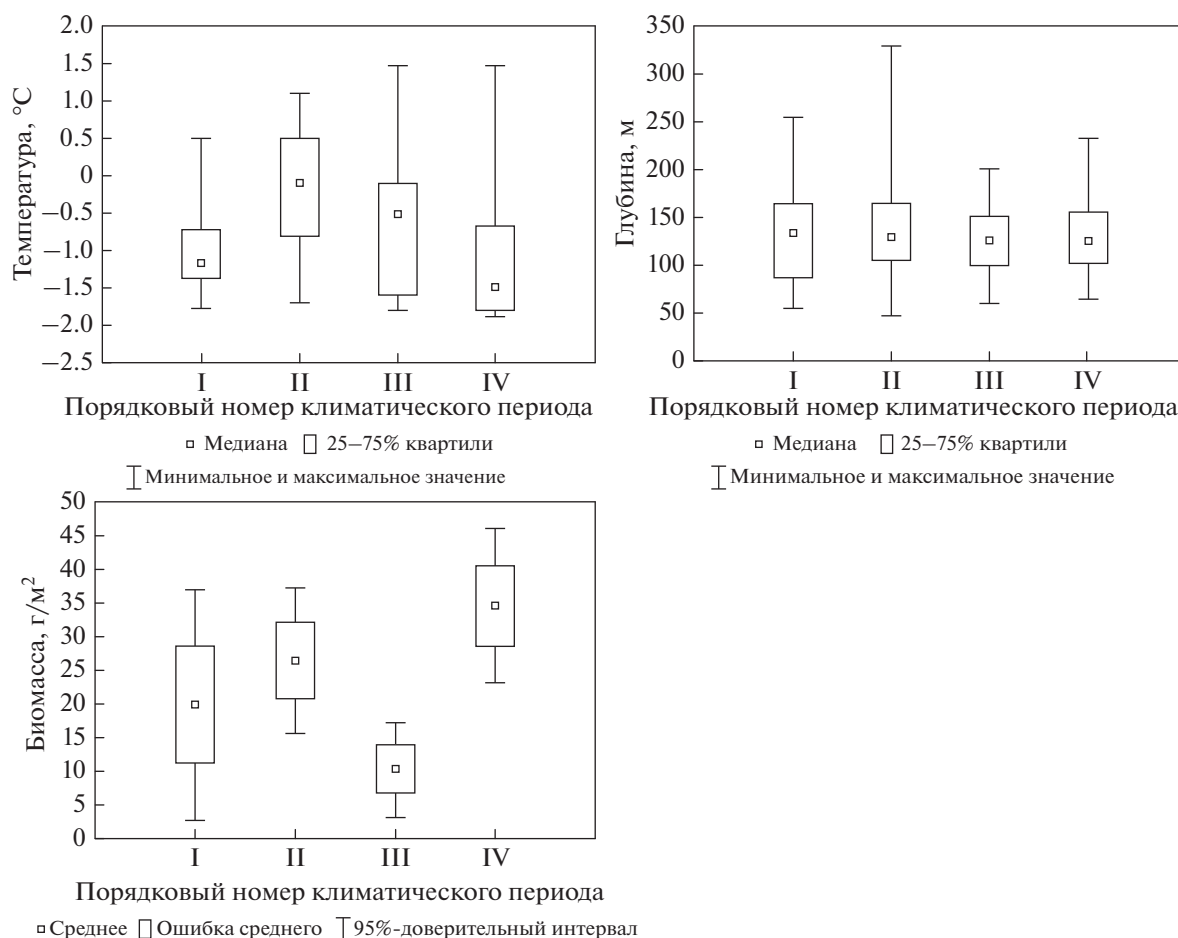 Температура, °C
2.0
1.5
1.0
0.5
0
−0.5
−1.0
−1.5
−2.0
−2.5
I II III IV
Порядковый номер климатического периода
Медиана 25−75% квартили
Минимальное и максимальное значение
Глубина, м
350
300
250
200
150
100
50
0
I II III IV
Порядковый номер климатического периода
Медиана 25−75% квартили
Минимальное и максимальное значение
Биомасса, г/м²
50
45
40
35
30
25
20
15
10
5
0
I II III IV
Порядковый номер климатического периода
Среднее Ошибка среднего 95%-доверительный интервал